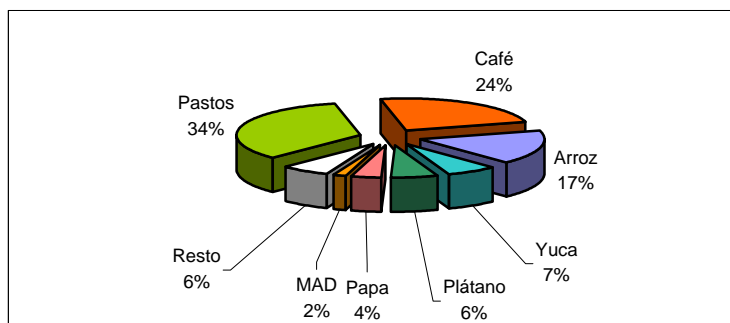 Café
24%
Pastos
34%
Arroz
17%
Yuca
7%
Plátano
6%
Papa
4%
MAD
2%
Resto
6%